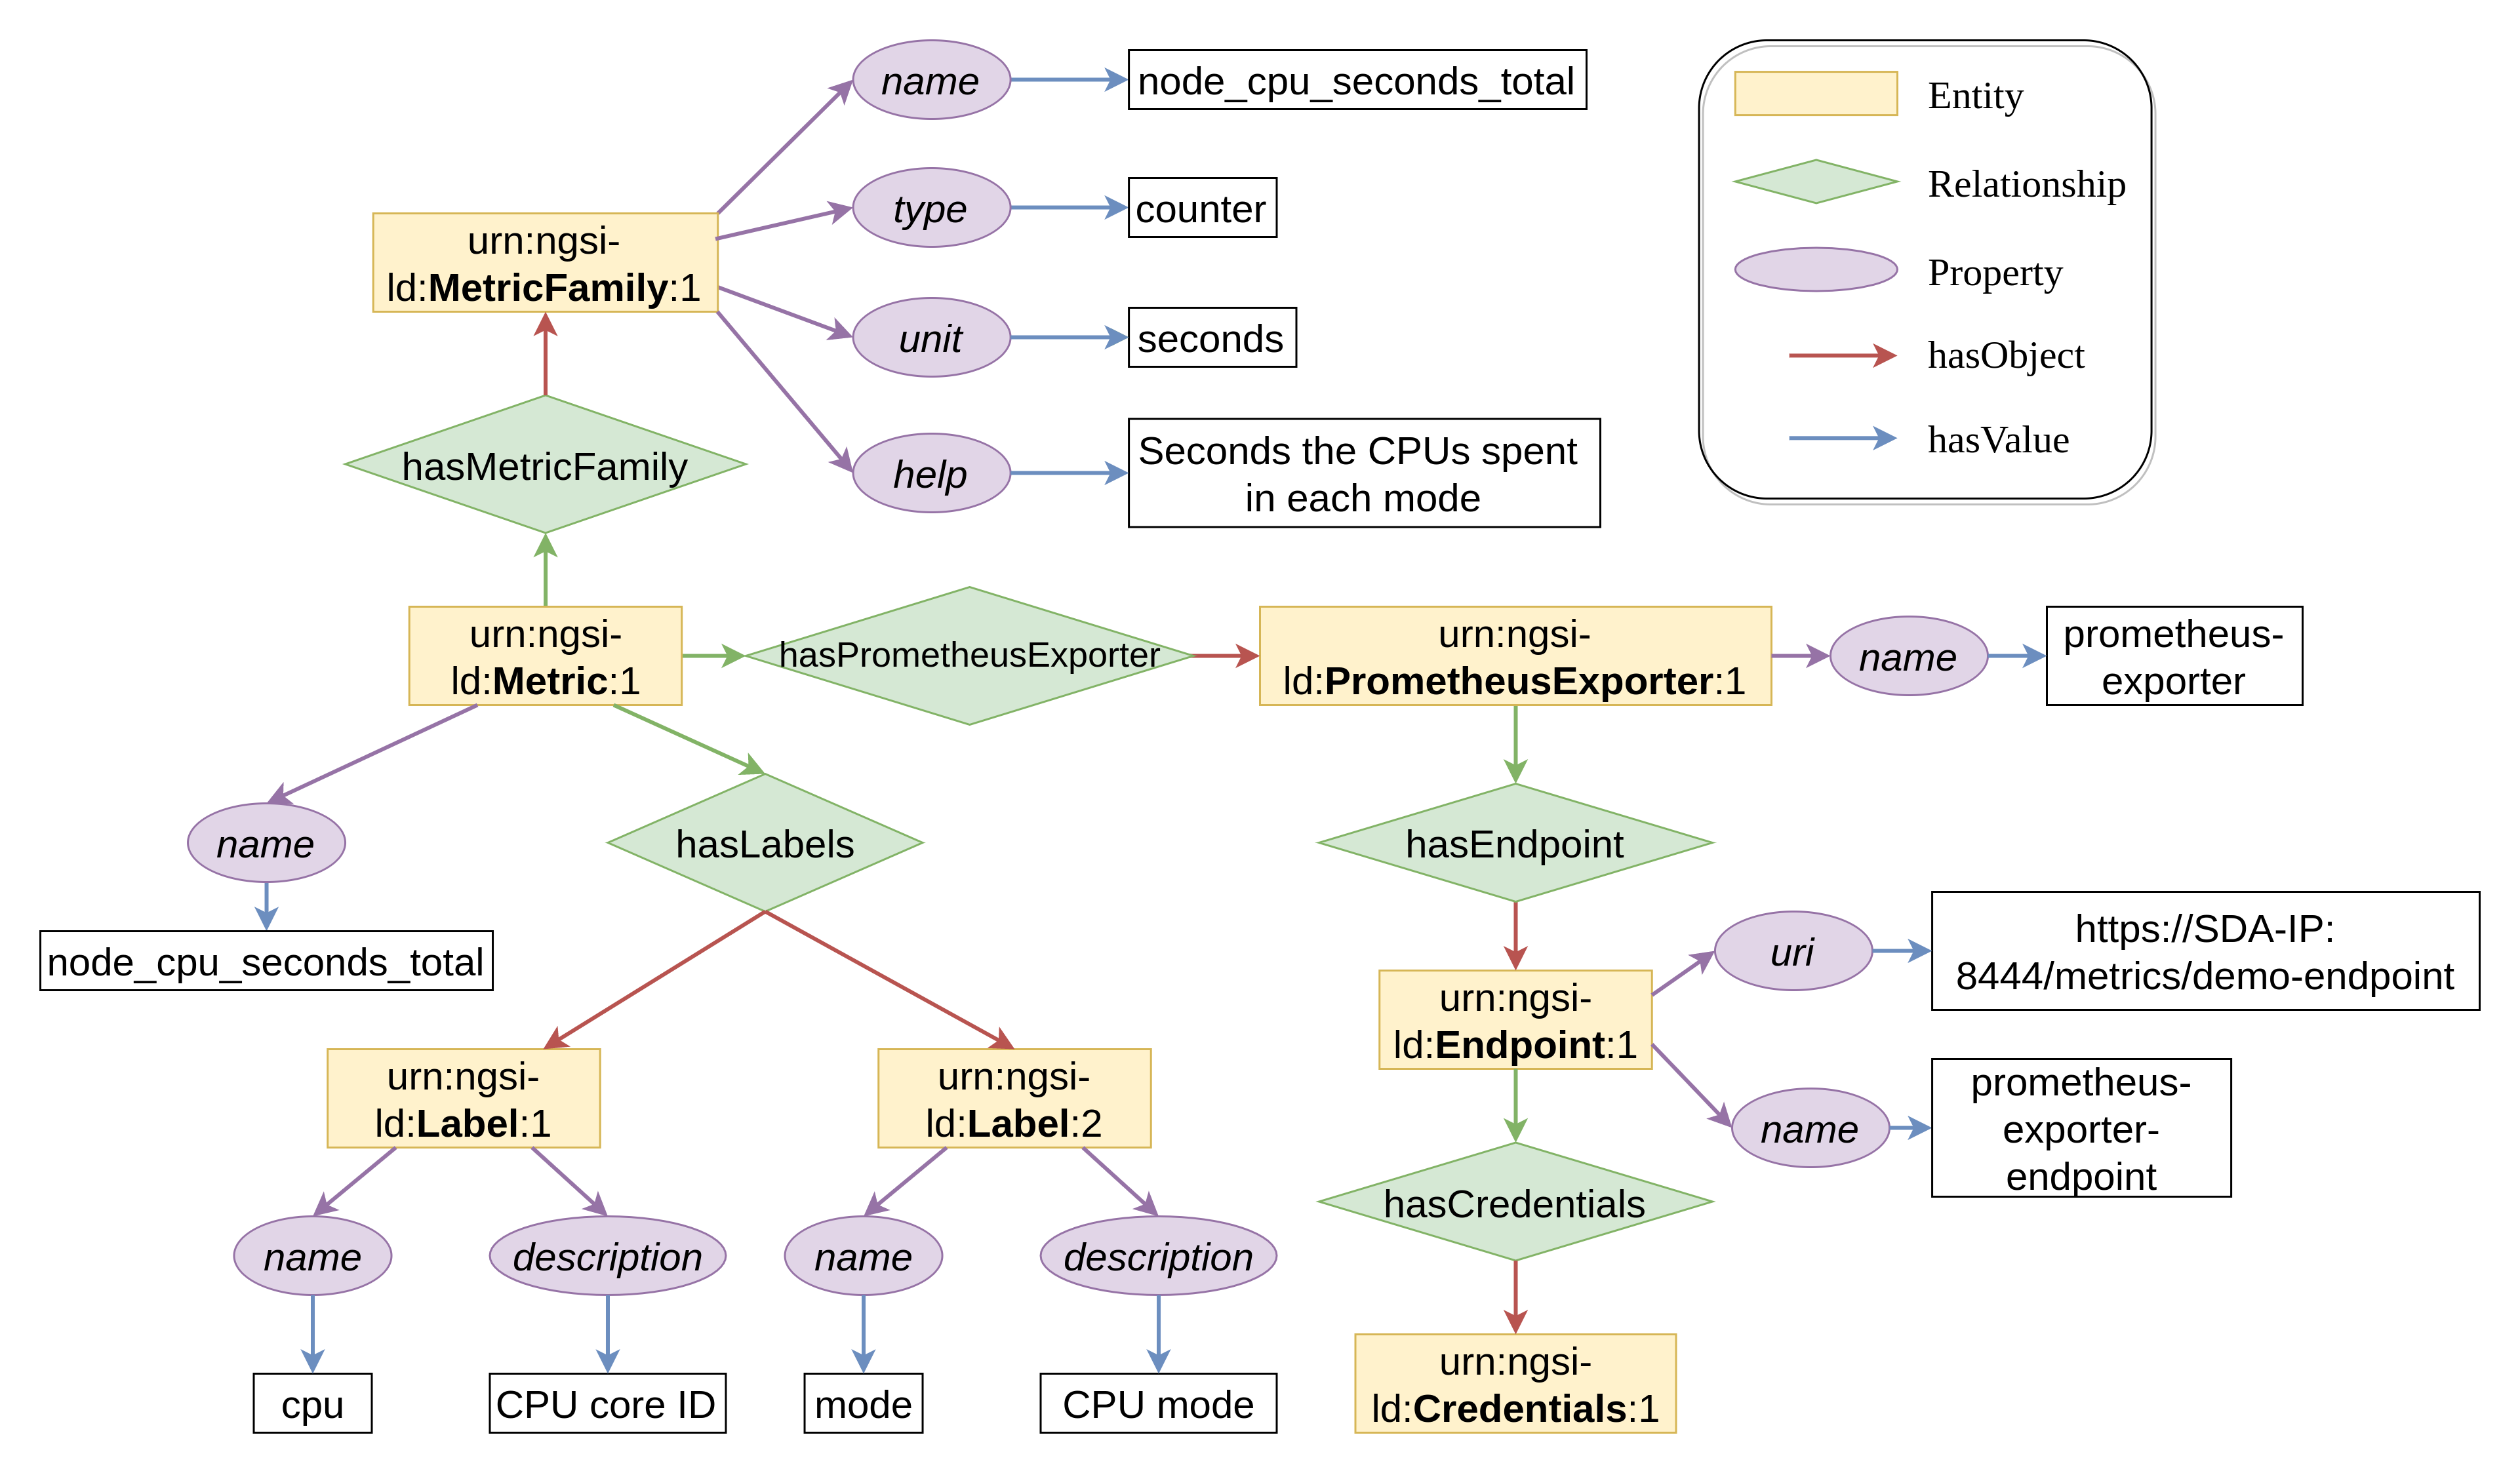 name
node_cpu_seconds_total
type
counter
urn:ngsi-
ld:MetricFamily:1
unit
seconds
help
Seconds the CPUs spent
in each mode
hasMetricFamily
Entity
Relationship
Property
hasObject
hasValue
urn:ngsi-
ld:Metric:1
hasPrometheusExporter
urn:ngsi-
ld:PrometheusExporter:1
name
prometheus-
exporter
name
node_cpu_seconds_total
hasLabels
hasEndpoint
urn:ngsi-
ld:Endpoint:1
uri
https://SDA-IP:
8444/metrics/demo-endpoint
name
prometheus-
exporter-
endpoint
urn:ngsi-
ld:Label:1
urn:ngsi-
ld:Label:2
name
description
name
description
cpu
CPU core ID
mode
CPU mode
hasCredentials
urn:ngsi-
ld:Credentials:1